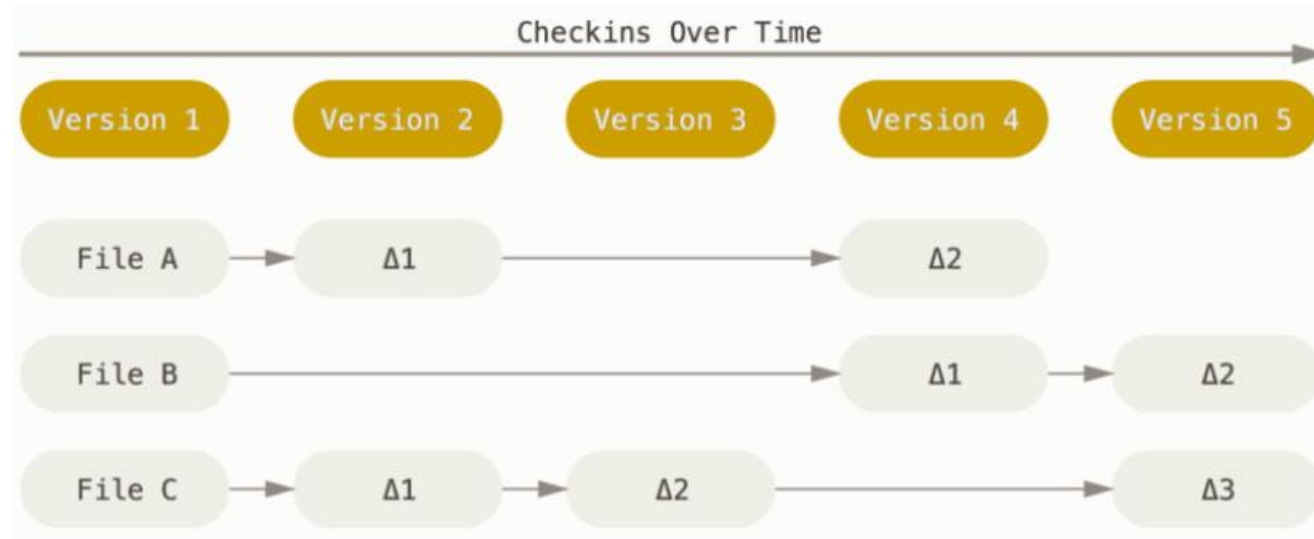 Checkins Over Time
Version 1 Version 2 Version 3 Version 4 Version 5
File A Δ1 Δ2
File B Δ1 Δ2
File C Δ1 Δ2 Δ3